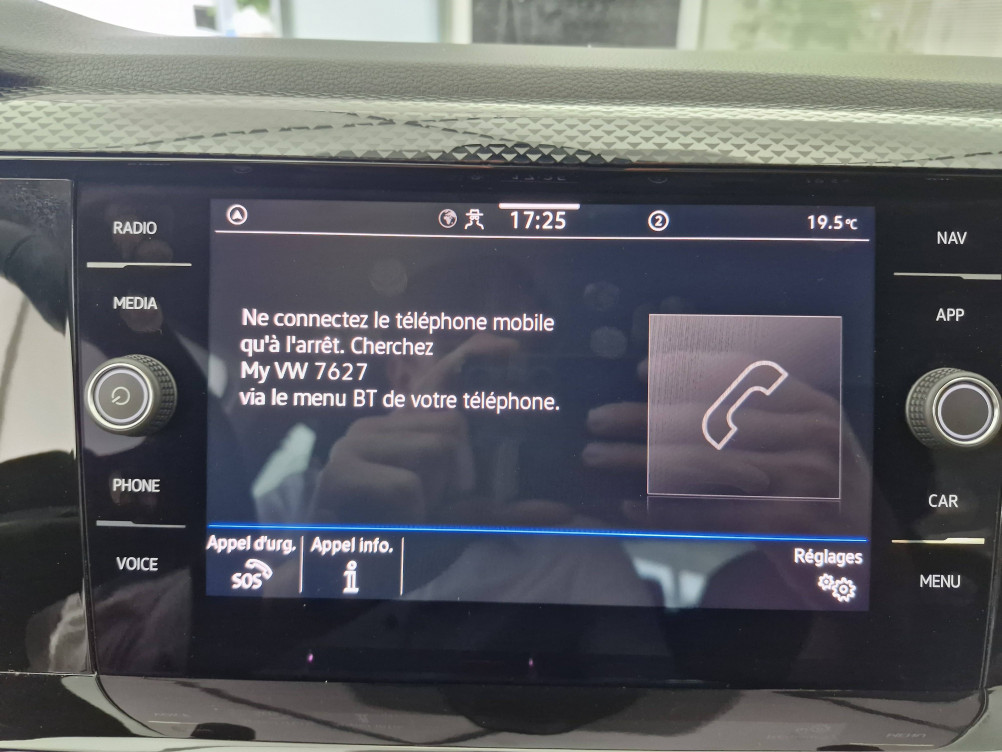 RADIO
MEDIA
PHONE
VOICE
17:25
2
19.5°C
Ne connectez le téléphone mobile
qu'à l'arrêt. Cherchez
My VW 7627
via le menu BT de votre téléphone.
Appel d'urg.
SOS
Appel info.
i
Réglages
NAV
APP
CAR
MENU